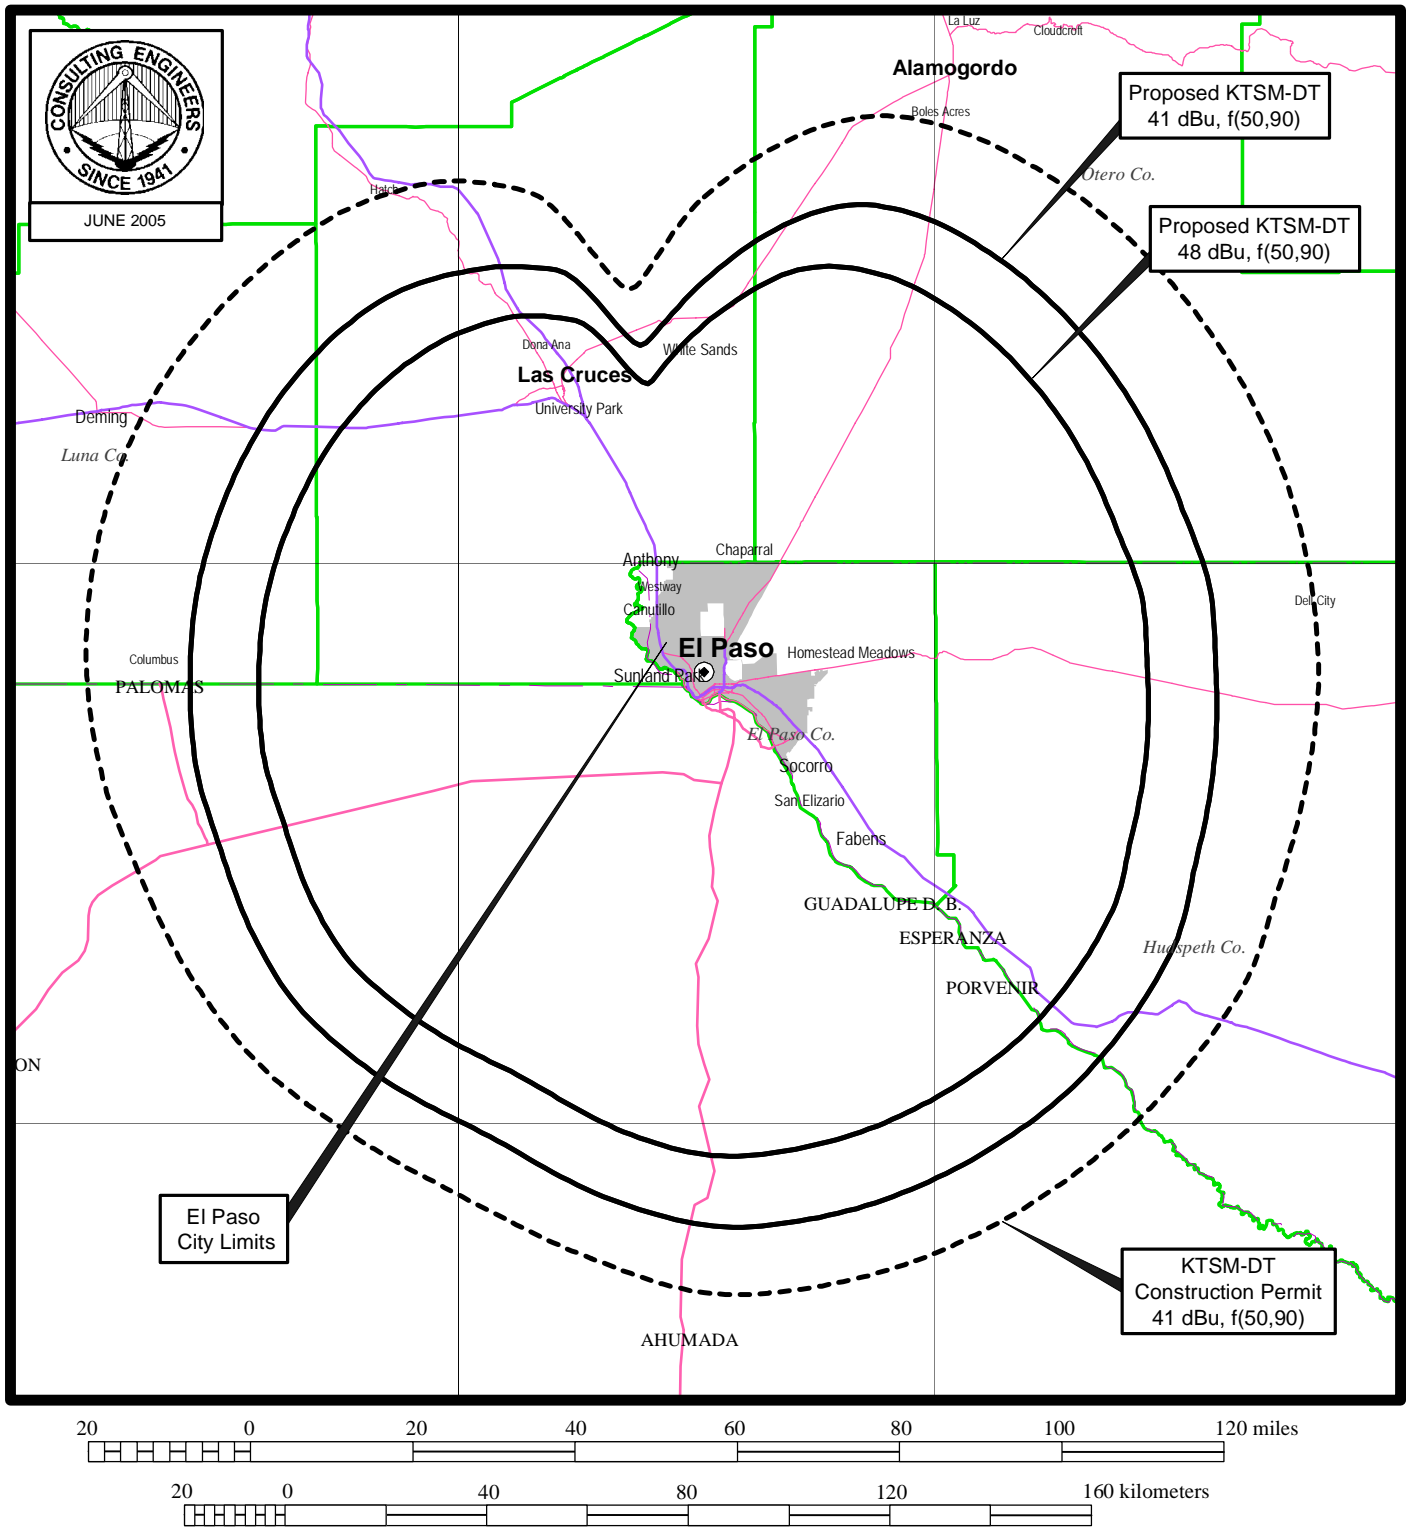 CONSULTING ENGINEERS
• SINCE 1941 •
JUNE 2005
La Luz
Cloudcroft
Alamogordo
Boles Acres
Proposed KTSM-DT
41 dBu, f(50,90)
Otero Co.
Hatch
Proposed KTSM-DT
48 dBu, f(50,90)
Dona Ana
White Sands
Las Cruces
University Park
Deming
Luna Co.
Chaparral
Anthony
Westway
Canutillo
Dell City
El Paso
Homestead Meadows
Columbus
Sunland Park
PALOMAS
El Paso Co.
Socorro
San Elizario
Fabens
GUADALUPE D. B.
ESPERANZA
Hudspeth Co.
PORVENIR
ON
El Paso
City Limits
KTSM-DT
Construction Permit
41 dBu, f(50,90)
AHUMADA
20 0 20 40 60 80 100 120 miles
20 0 40 80 120 160 kilometers